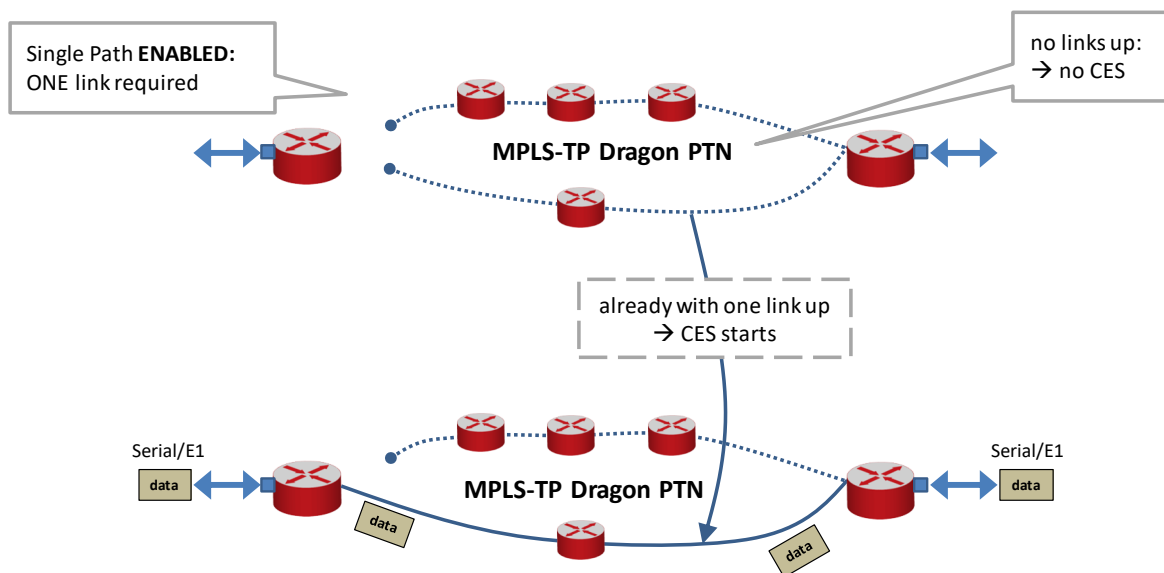 Single Path ENABLED:
ONE link required
no links up:
→ no CES
MPLS-TP Dragon PTN
already with one link up
→ CES starts
Serial/E1
data
MPLS-TP Dragon PTN
Serial/E1
data
data
data